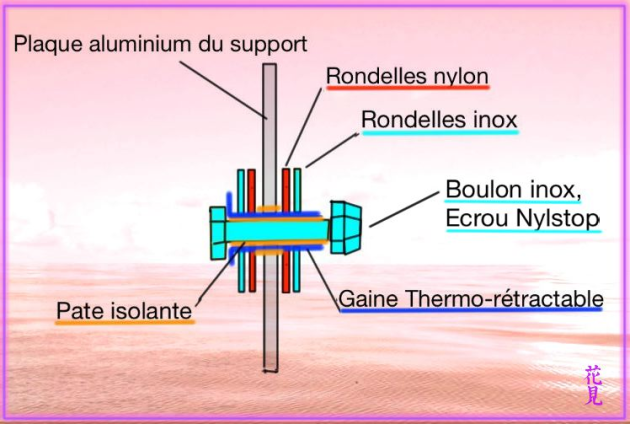 Plaque aluminium du support
Rondelles nylon
Rondelles inox
Boulon inox,
Ecrou Nylstop
Pate isolante
Gaine Thermo-rétractable
花
見